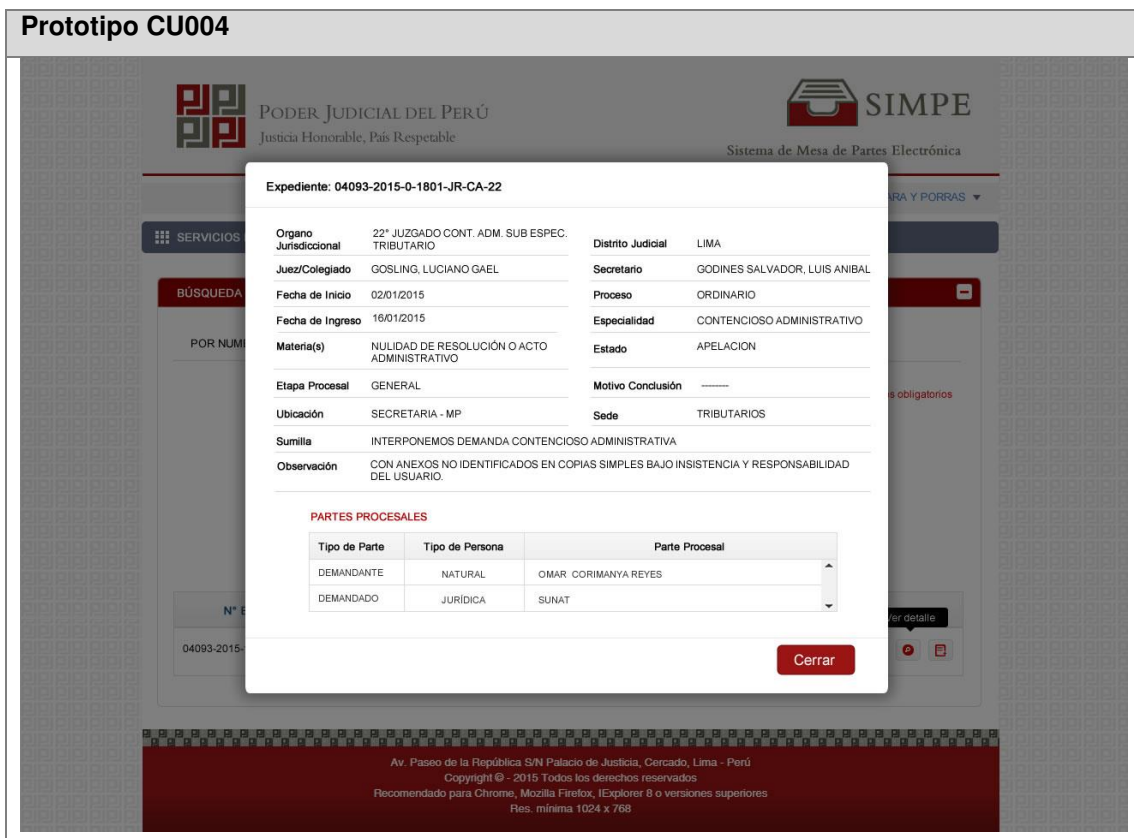 Prototipo CU004
PODER JUDICIAL DEL PERÚ
Justicia Honorable, País Respetable
SIMPE
Sistema de Mesa de Partes Electrónica
Expediente: 04093-2015-0-1801-JR-CA-22
ARA Y PORRAS
SERVICIOS
Organo Jurisdiccional 22° JUZGADO CONT. ADM. SUB ESPEC. TRIBUTARIO Distrito Judicial LIMA
Juez/Colegiado GOSLING, LUCIANO GAEL Secretario GODINES SALVADOR, LUIS ANIBAL
BÚSQUEDA
Fecha de Inicio 02/01/2015 Proceso ORDINARIO
Fecha de Ingreso 16/01/2015 Especialidad CONTENCIOSO ADMINISTRATIVO
POR NUME
Materia(s) NULIDAD DE RESOLUCIÓN O ACTO ADMINISTRATIVO Estado APELACION
Etapa Procesal GENERAL Motivo Conclusión --------
s obligatorios
Ubicación SECRETARIA - MP Sede TRIBUTARIOS
Sumilla INTERPONEMOS DEMANDA CONTENCIOSO ADMINISTRATIVA
Observación CON ANEXOS NO IDENTIFICADOS EN COPIAS SIMPLES BAJO INSISTENCIA Y RESPONSABILIDAD
DEL USUARIO.
PARTES PROCESALES
Tipo de Parte Tipo de Persona Parte Procesal
DEMANDANTE NATURAL OMAR CORIMANYA REYES
DEMANDADO JURÍDICA SUNAT
N° E
Ver detalle
04093-2015-
Cerrar
Av. Paseo de la República S/N Palacio de Justicia, Cercado, Lima - Perú
Copyright © - 2015 Todos los derechos reservados
Recomendado para Chrome, Mozilla Firefox, IExplorer 8 o versiones superiores
Res. mínima 1024 x 768